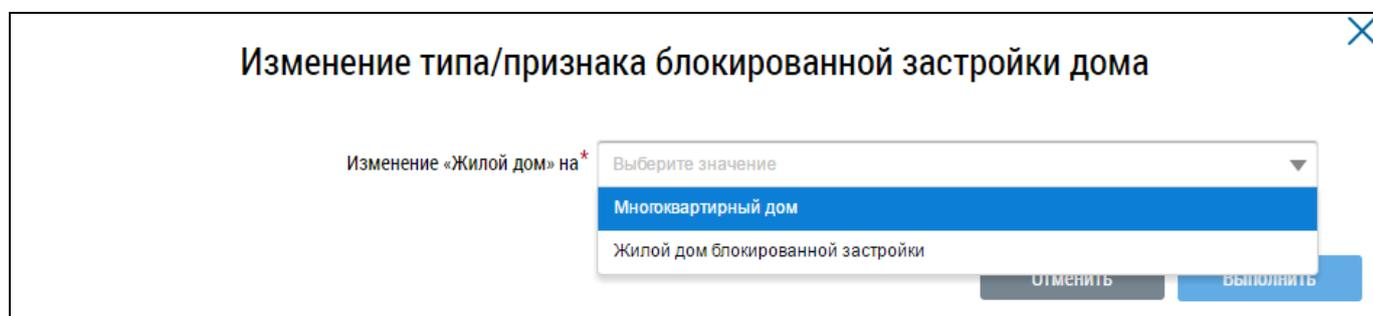 Изменение типа/признака блокированной застройки дома
Изменение «Жилой дом» на* Выберите значение
Многоквартирный дом
Жилой дом блокированной застройки
Отменить Выполнить